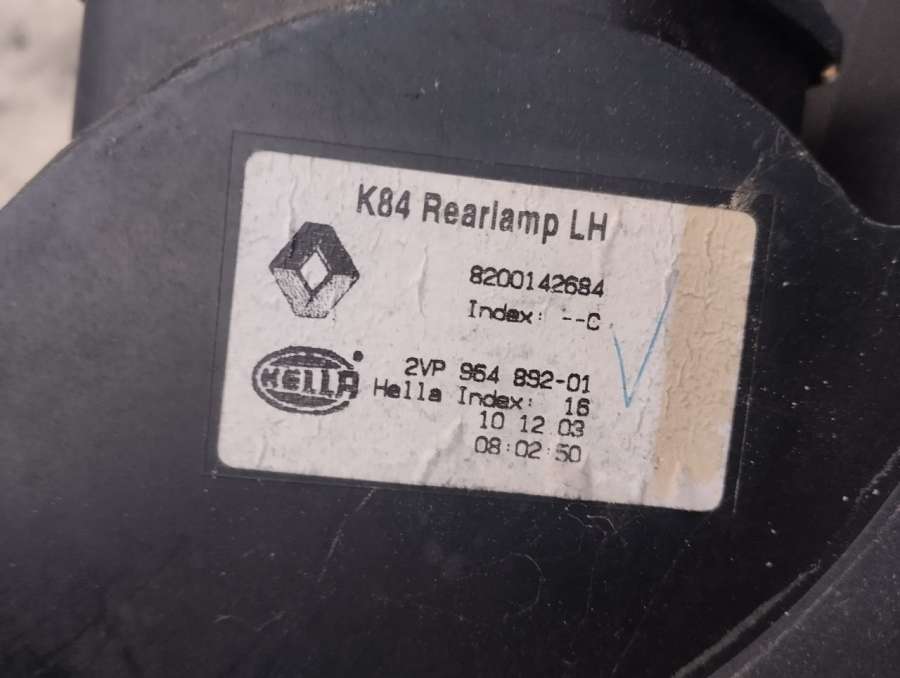 K84 Rearlamp LH
8200142684
Index: --C
HELLA
2VP 964 892-01
Hella Index: 16
10 12 03
08:02:50